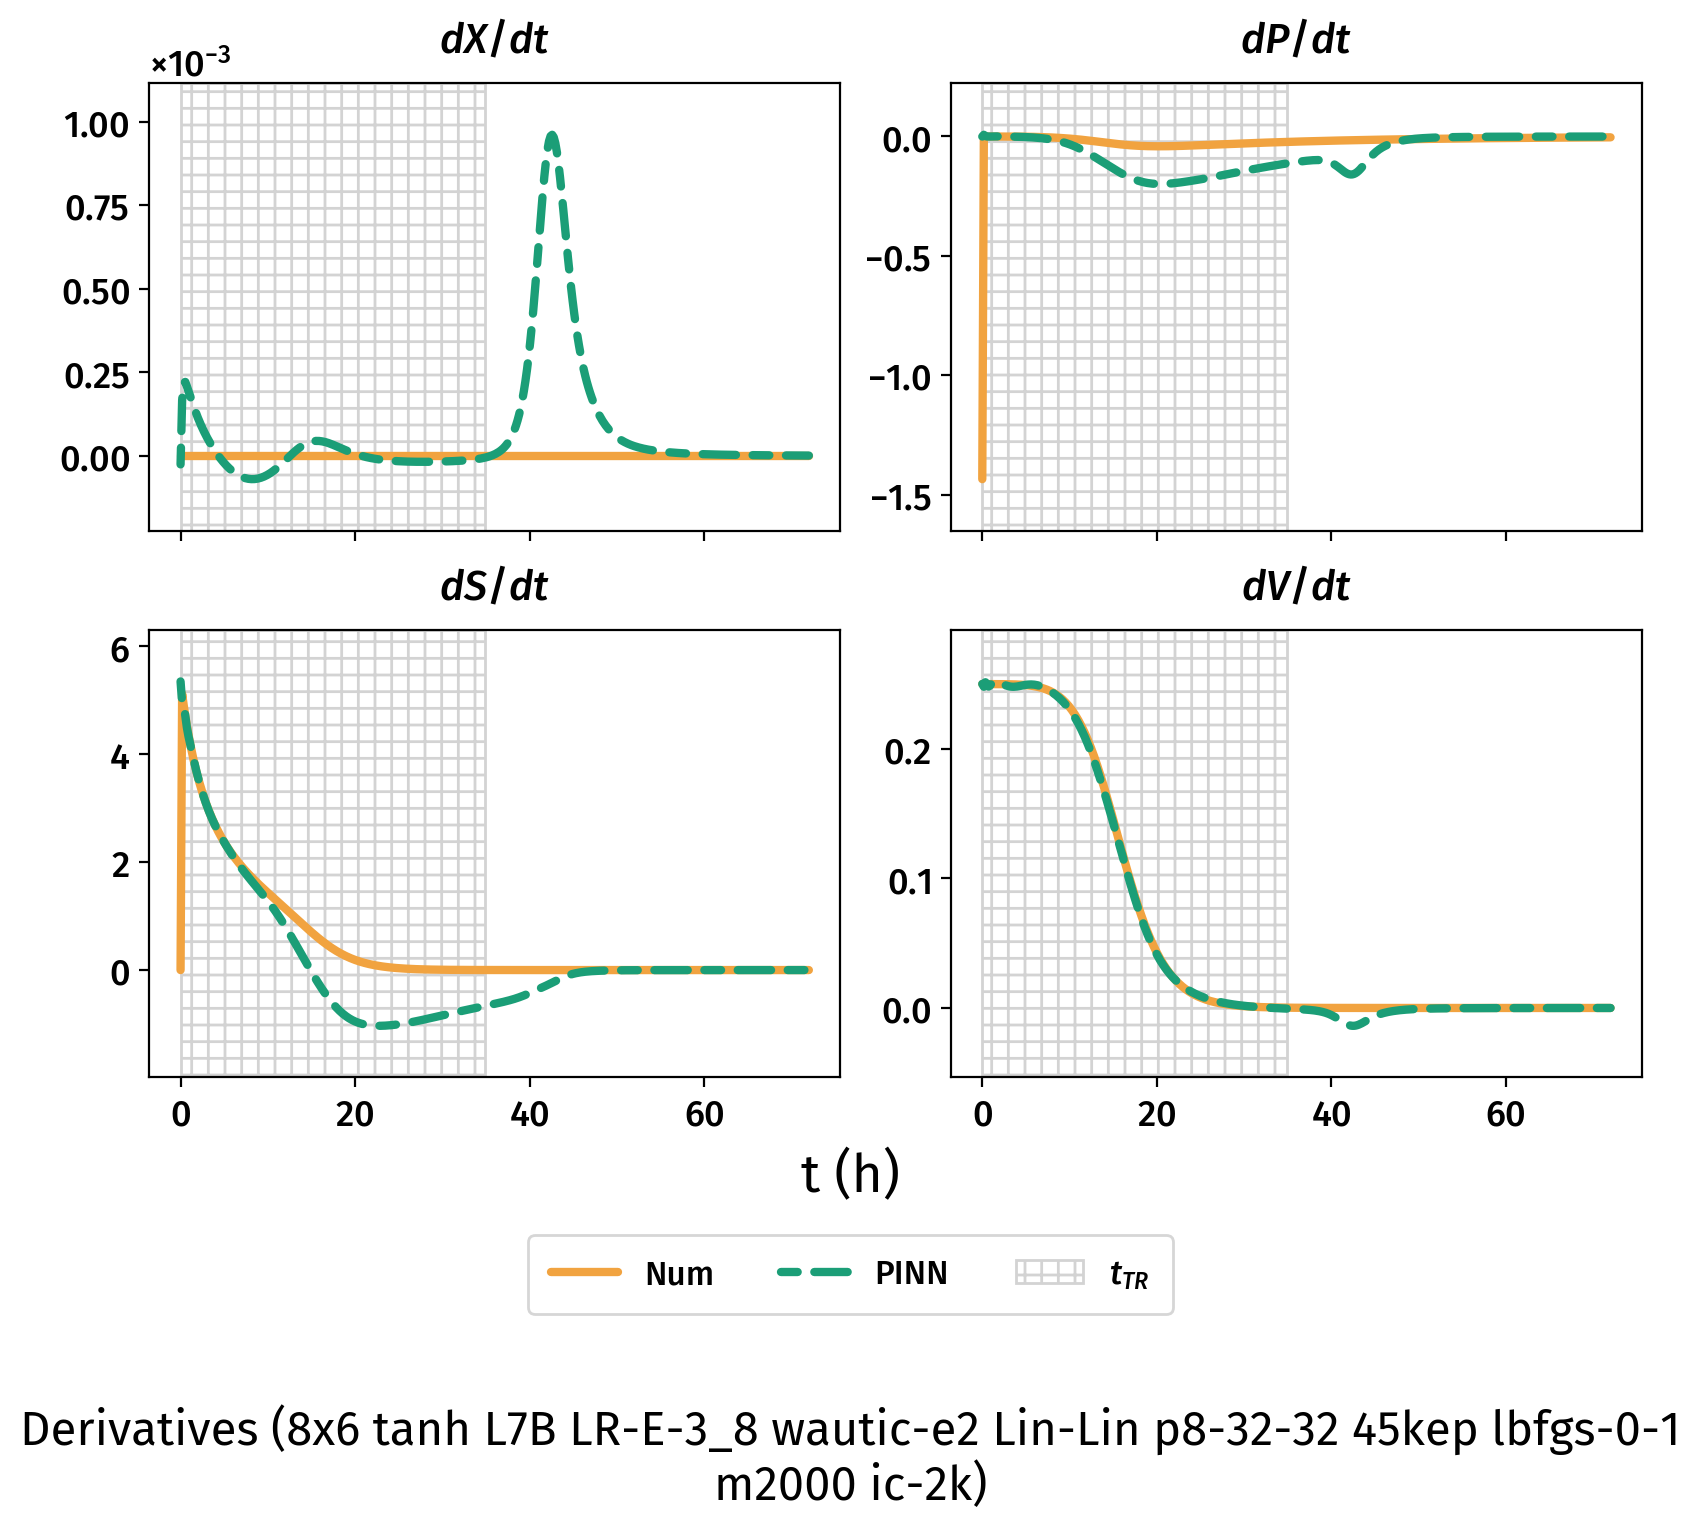 dX/dt
×10⁻³
1.00
0.75
0.50
0.25
0.00
dP/dt
0.0
−0.5
−1.0
−1.5
dS/dt
6
4
2
0
0 20 40 60
dV/dt
0.2
0.1
0.0
0 20 40 60
t (h)
Num PINN t_TR
Derivatives (8x6 tanh L7B LR-E-3_8 wautic-e2 Lin-Lin p8-32-32 45kep lbfgs-0-1
m2000 ic-2k)